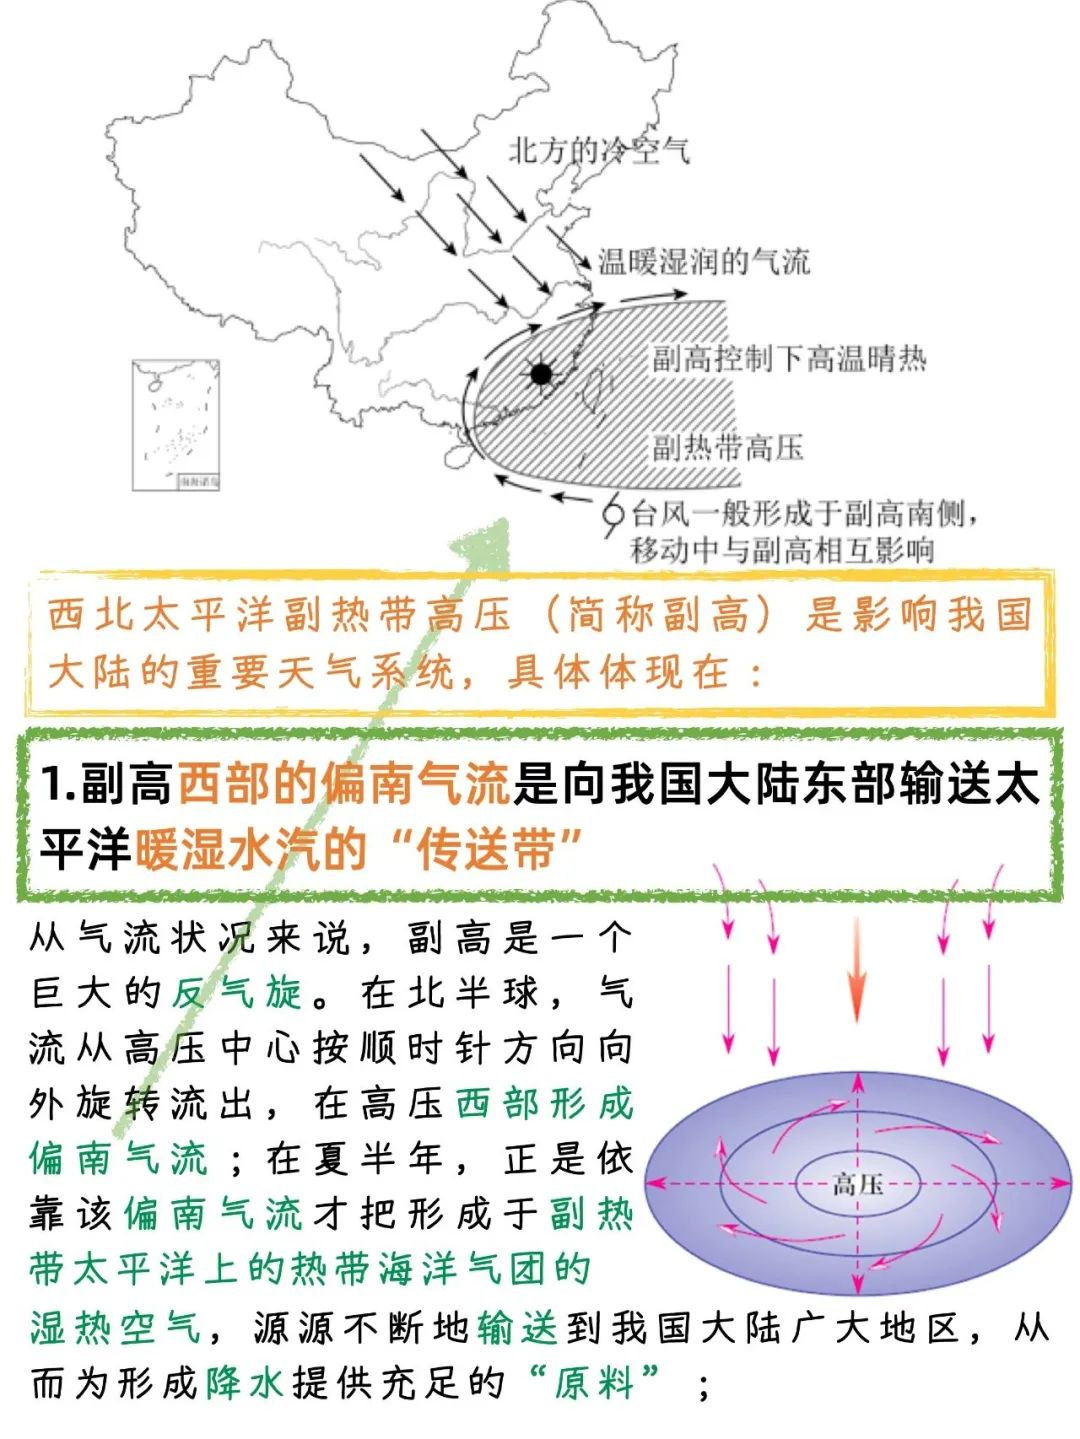 北方的冷空气
温暖湿润的气流
副高控制下高温晴热
副热带高压
南海诸岛
台风一般形成于副高南侧，
移动中与副高相互影响
西北太平洋副热带高压（简称副高）是影响我国
大陆的重要天气系统，具体体现在：
1.副高西部的偏南气流是向我国大陆东部输送太
平洋暖湿水汽的“传送带”
从气流状况来说，副高是一个
巨大的反气旋。在北半球，气
流从高压中心按顺时针方向向
外旋转流出，在高压西部形成
偏南气流；在夏半年，正是依
靠该偏南气流才把形成于副热
带太平洋上的热带海洋气团的
湿热空气，源源不断地输送到我国大陆广大地区，从
而为形成降水提供充足的“原料”；
高压